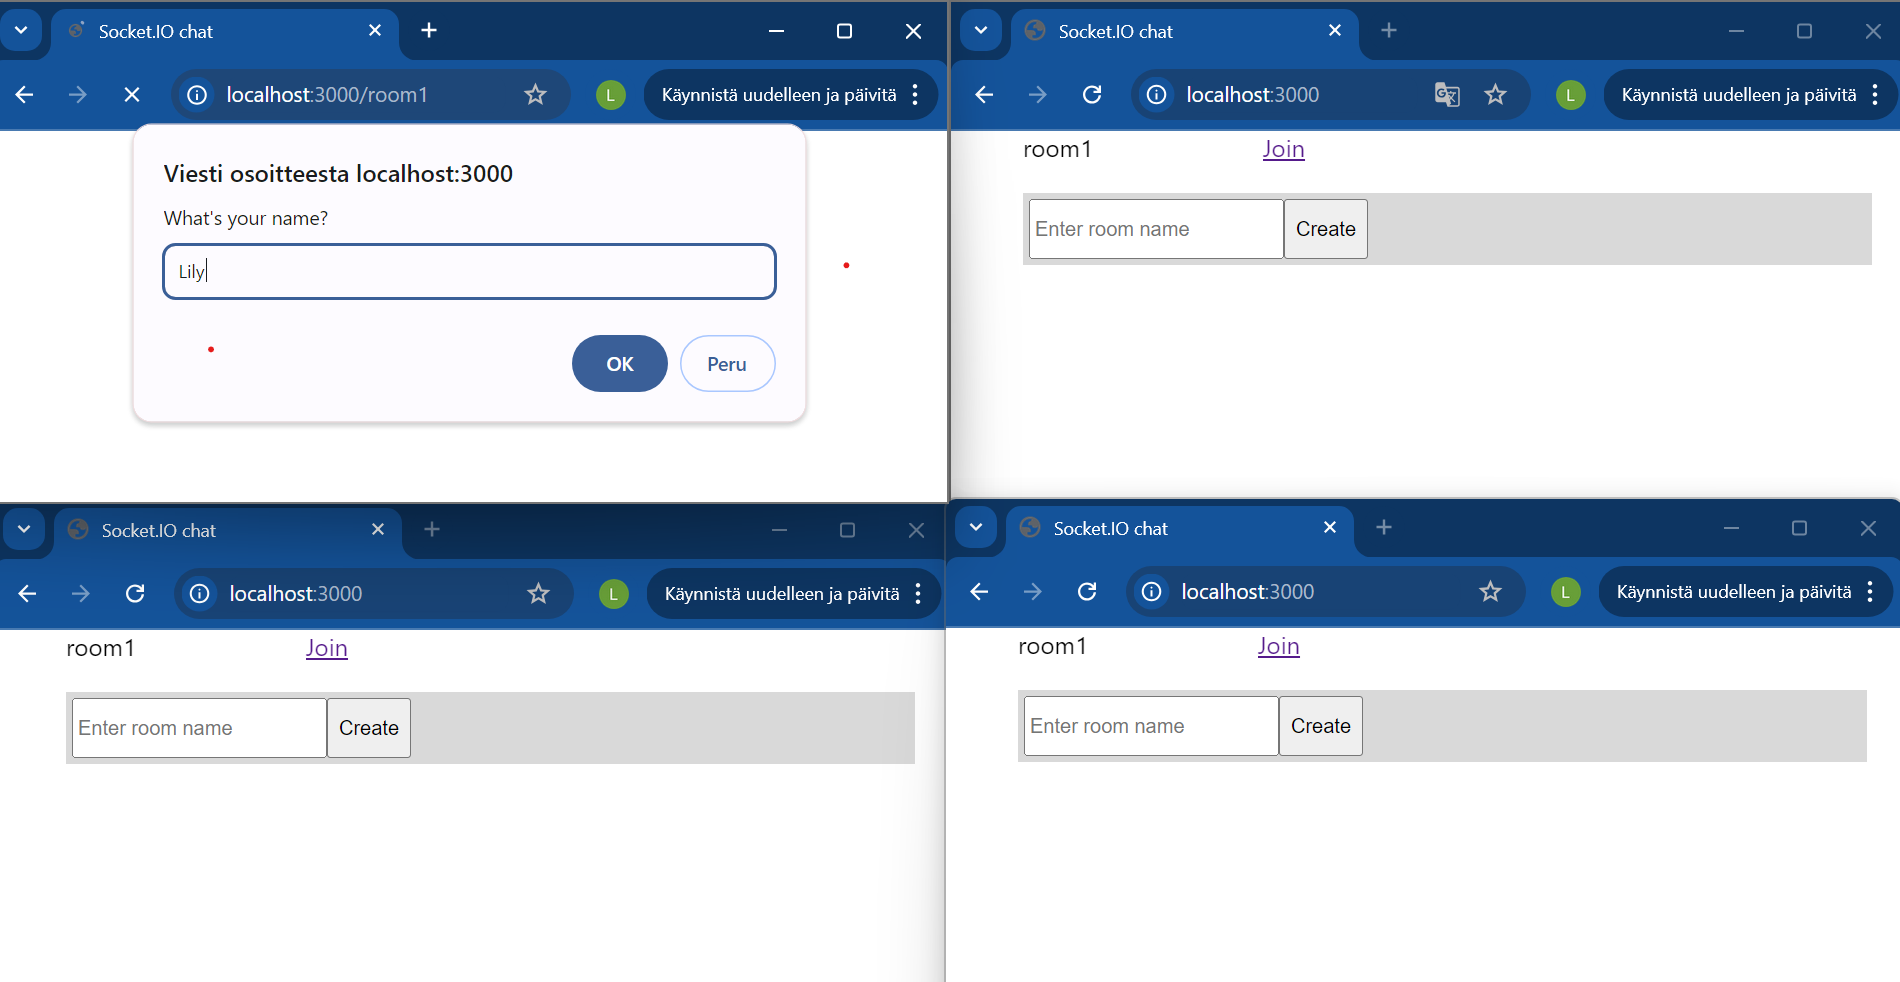 Socket.IO chat
localhost:3000/room1
L
Käynnistä uudelleen ja päivitä
Viesti osoitteesta localhost:3000
What's your name?
Lily
OK
Peru
Socket.IO chat
localhost:3000
L
Käynnistä uudelleen ja päivitä
room1 Join
Enter room name Create
Socket.IO chat
localhost:3000
L
Käynnistä uudelleen ja päivitä
room1 Join
Enter room name Create
Socket.IO chat
localhost:3000
L
Käynnistä uudelleen ja päivitä
room1 Join
Enter room name Create